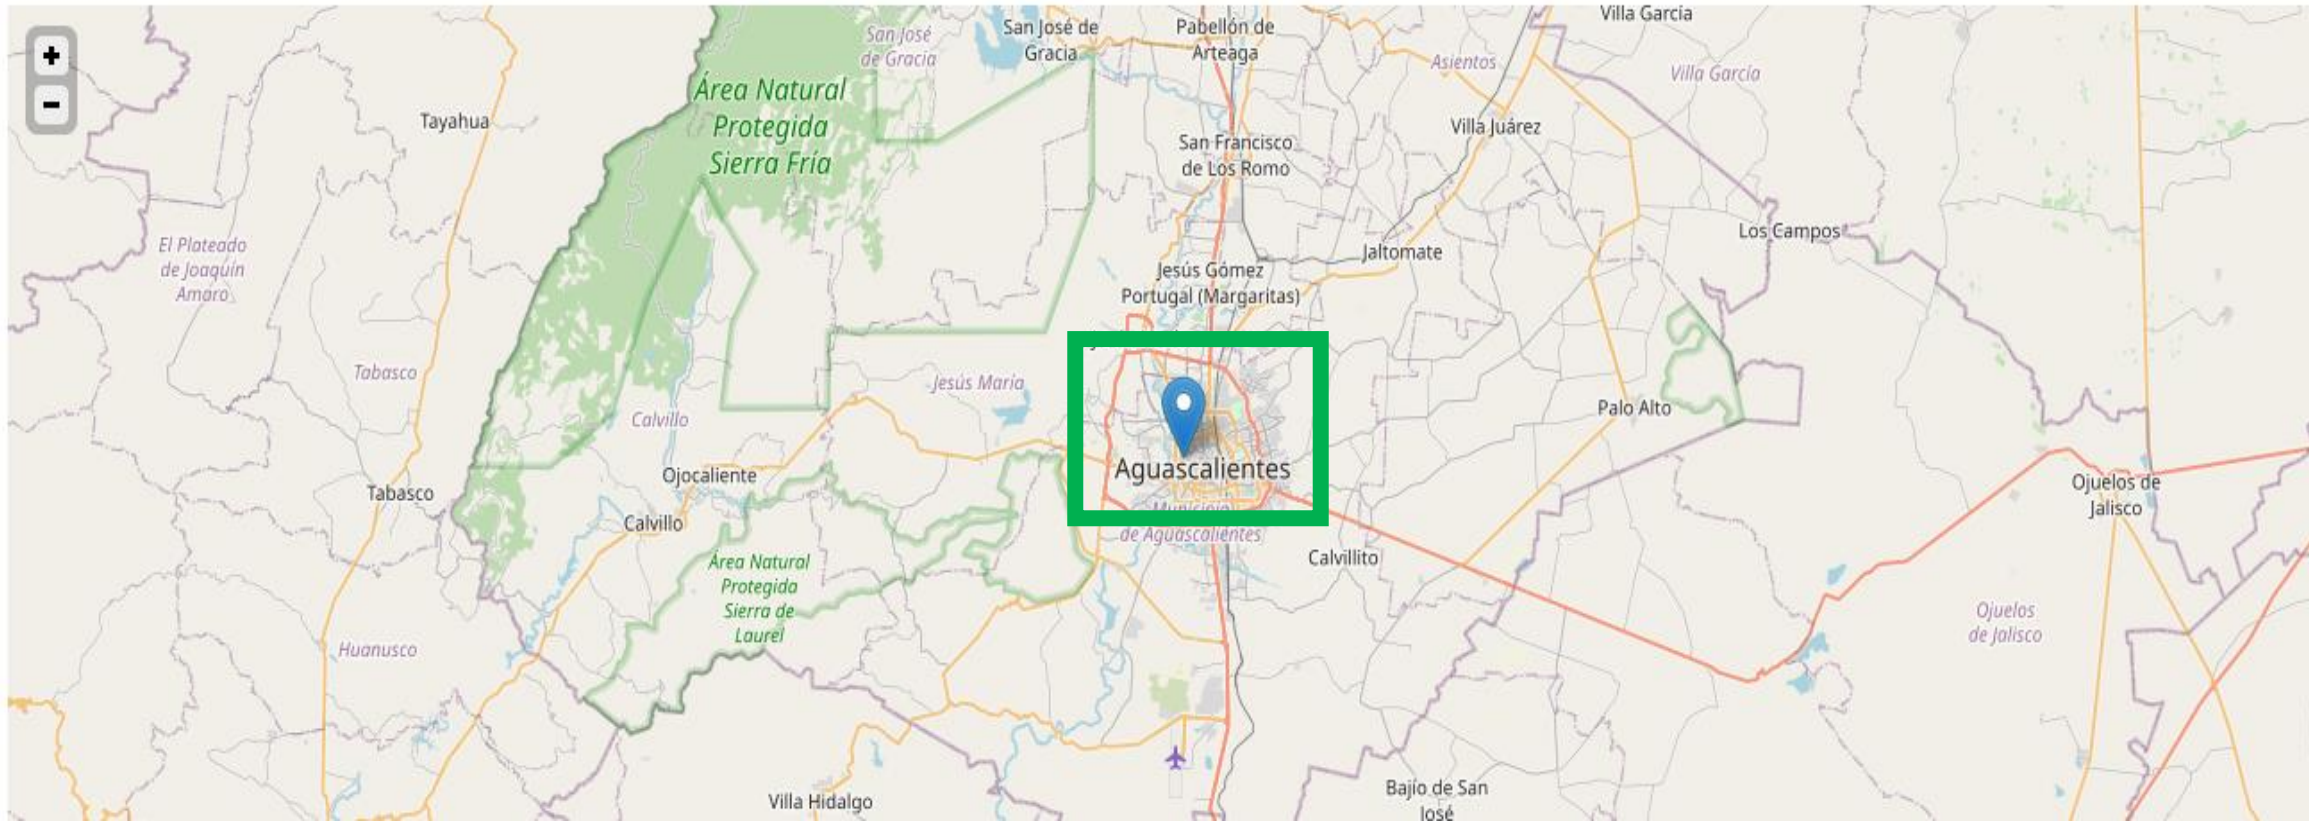 +
-
San José de
Gracia
Pabellón de
Arteaga
Villa García
San José
de Gracia
Asientos
Villa García
Área Natural
Protegida
Sierra Fría
Tayahua
Villa Juárez
San Francisco
de Los Romo
El Plateado
de Joaquín
Amaro
Los Campos
Jaltomate
Jesús Gómez
Portugal (Margaritas)
Tabasco
Jesús María
Calvillo
Palo Alto
Aguascalientes
Ojocaliente
Tabasco
Calvillo
Ojuelos de
Jalisco
Municipio
de Aguascalientes
Calvillito
Área Natural
Protegida
Sierra de
Laurel
Ojuelos
de Jalisco
Huanusco
Villa Hidalgo
Bajío de San
José